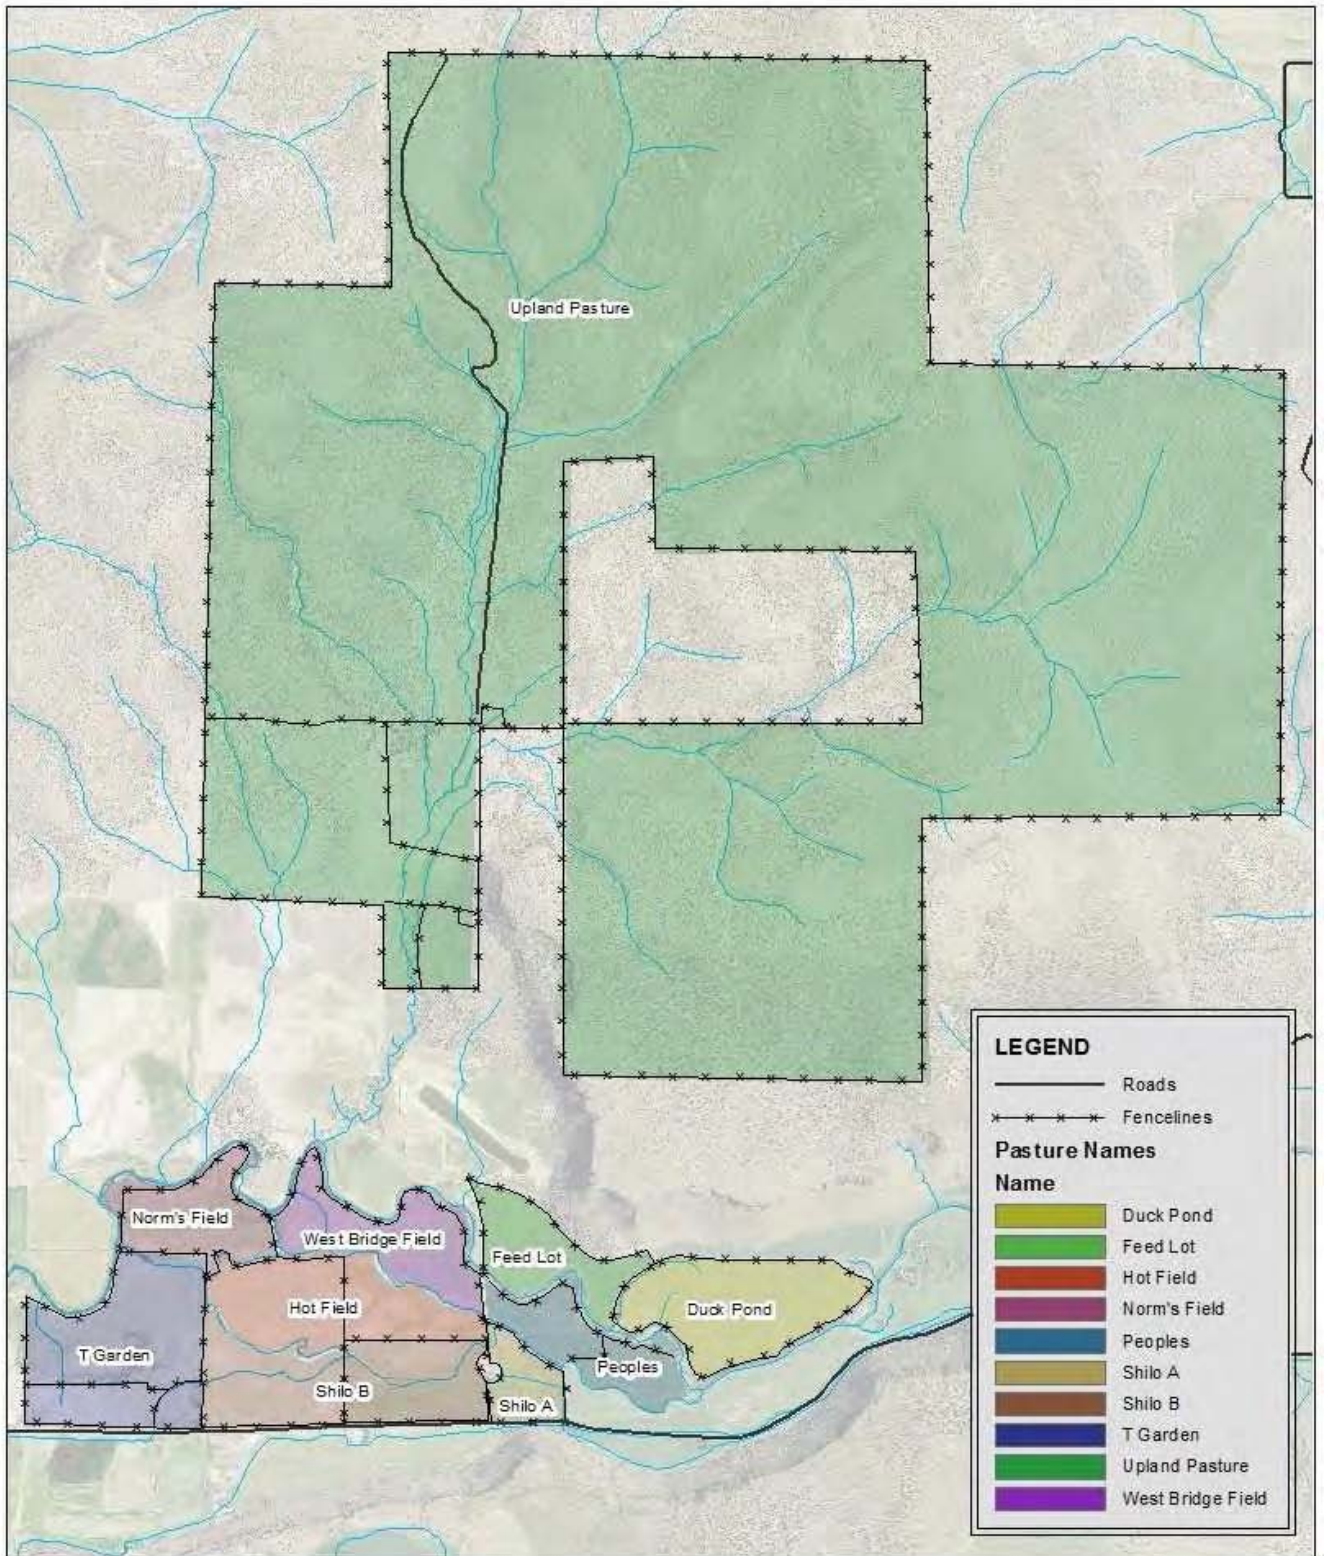 Upland Pasture
Norm's Field
West Bridge Field
Feed Lot
Hot Field
Duck Pond
T Garden
Peoples
Shilo B
Shilo A
LEGEND
Roads
Fencelines
Pasture Names
Name
Duck Pond
Feed Lot
Hot Field
Norm's Field
Peoples
Shilo A
Shilo B
T Garden
Upland Pasture
West Bridge Field